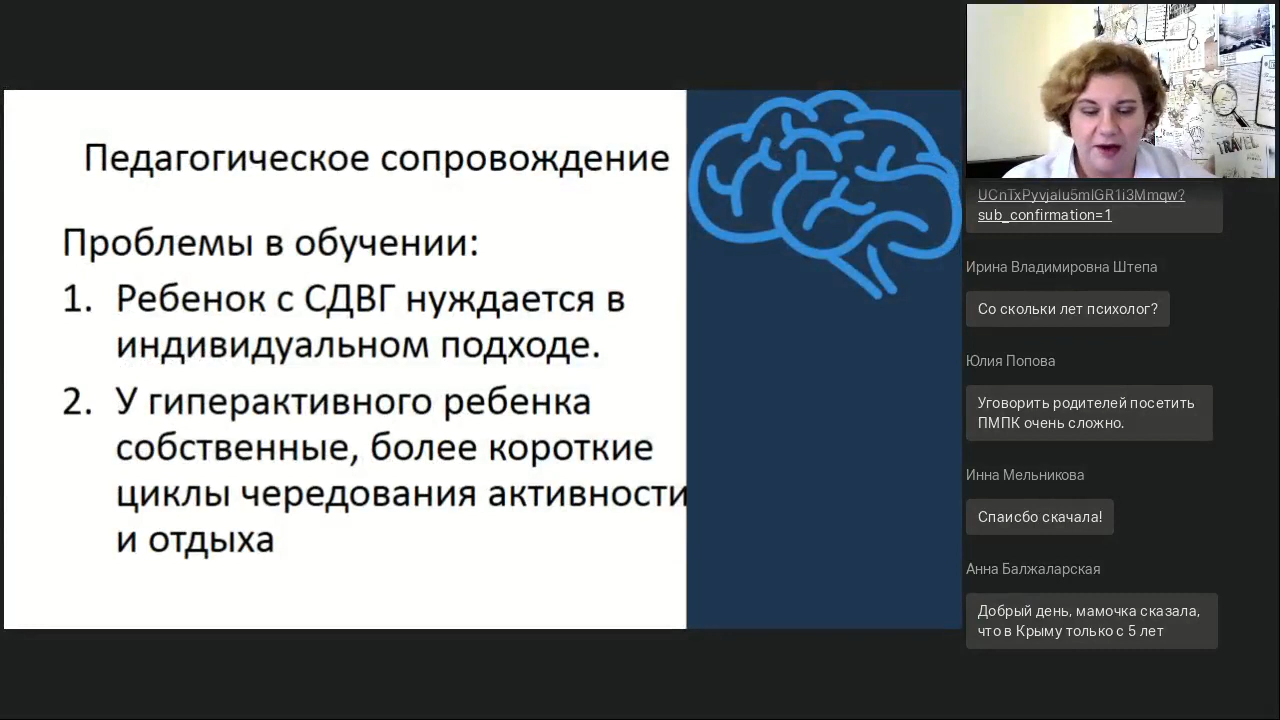 Педагогическое сопровождение
Проблемы в обучении:
1. Ребенок с СДВГ нуждается в
индивидуальном подходе.
2. У гиперактивного ребенка
собственные, более короткие
циклы чередования активности
и отдыха
TRAVEL
UCnTxPyvjalu5mlGR1i3Mmqw?
sub_confirmation=1
Ирина Владимировна Штепа
Со скольки лет психолог?
Юлия Попова
Уговорить родителей посетить
ПМПК очень сложно.
Инна Мельникова
Спаисбо скачала!
Анна Балжаларская
Добрый день, мамочка сказала,
что в Крыму только с 5 лет